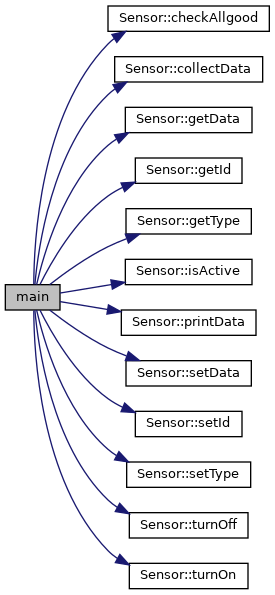 Sensor::checkAllgood
Sensor::collectData
Sensor::getData
Sensor::getId
Sensor::getType
Sensor::isActive
main
Sensor::printData
Sensor::setData
Sensor::setId
Sensor::setType
Sensor::turnOff
Sensor::turnOn